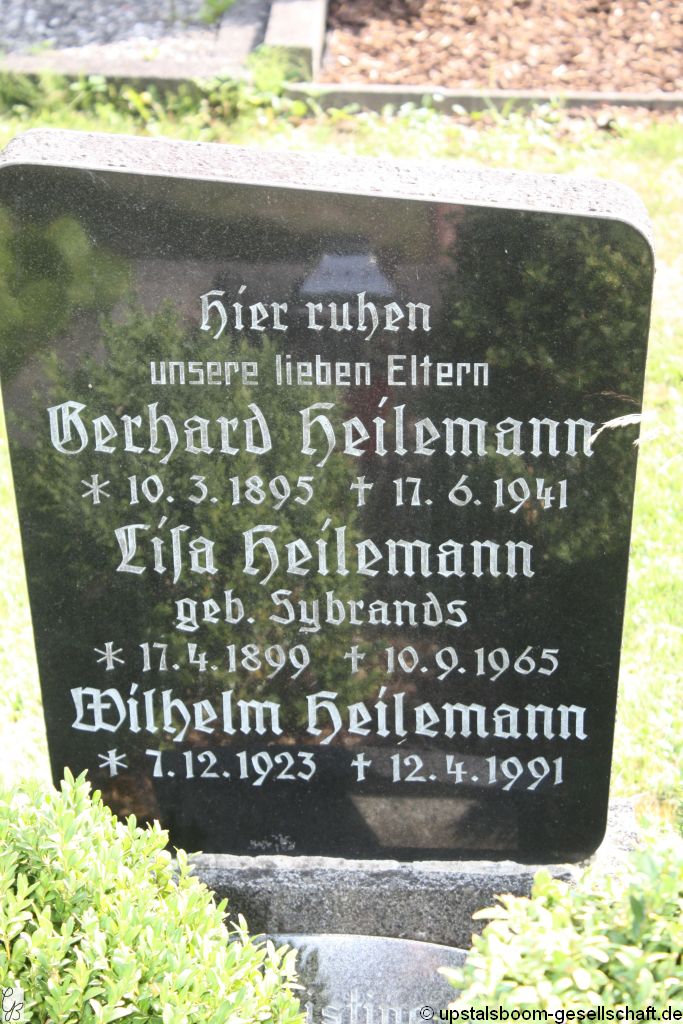 Hier ruhen
unsere lieben Eltern
Gerhard Heilemann
* 10. 3. 1895 † 17. 6. 1941
Liſa Heilemann
geb. Sybrands
* 17. 4. 1899 † 10. 9. 1965
Wilhelm Heilemann
* 7. 12. 1923 † 12. 4. 1991
© upstalsboom-gesellschaft.de